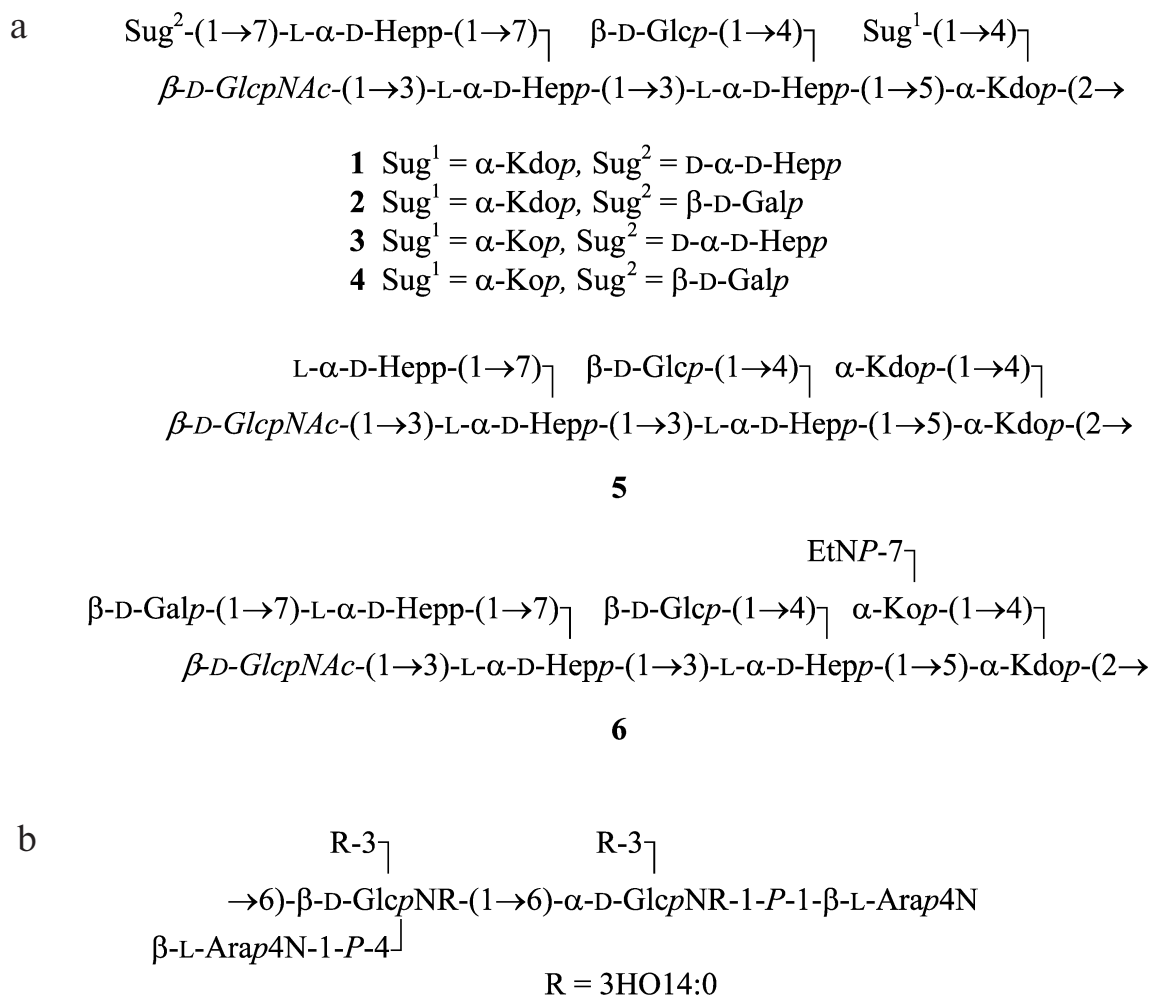 a
Sug²-(1→7)-L-α-D-Hepp-(1→7)┐ β-D-Glcp-(1→4)┐ Sug¹-(1→4)┐
β-D-GlcpNAc-(1→3)-L-α-D-Hepp-(1→3)-L-α-D-Hepp-(1→5)-α-Kdop-(2→
1 Sug¹ = α-Kdop, Sug² = D-α-D-Hepp
2 Sug¹ = α-Kdop, Sug² = β-D-Galp
3 Sug¹ = α-Kop, Sug² = D-α-D-Hepp
4 Sug¹ = α-Kop, Sug² = β-D-Galp
L-α-D-Hepp-(1→7)┐ β-D-Glcp-(1→4)┐ α-Kdop-(1→4)┐
β-D-GlcpNAc-(1→3)-L-α-D-Hepp-(1→3)-L-α-D-Hepp-(1→5)-α-Kdop-(2→
5
EtNP-7┐
β-D-Galp-(1→7)-L-α-D-Hepp-(1→7)┐ β-D-Glcp-(1→4)┐ α-Kop-(1→4)┐
β-D-GlcpNAc-(1→3)-L-α-D-Hepp-(1→3)-L-α-D-Hepp-(1→5)-α-Kdop-(2→
6
b
R-3┐ R-3┐
→6)-β-D-GlcpNR-(1→6)-α-D-GlcpNR-1-P-1-β-L-Arap4N
β-L-Arap4N-1-P-4┘
R = 3HO14:0